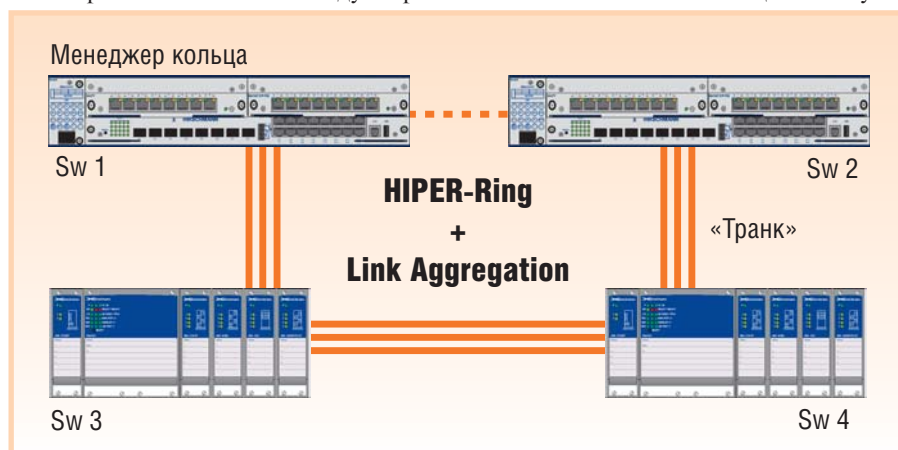 Менеджер кольца
Sw 1
Sw 2
HIPER-Ring
+
Link Aggregation
«Транк»
Sw 3
Sw 4